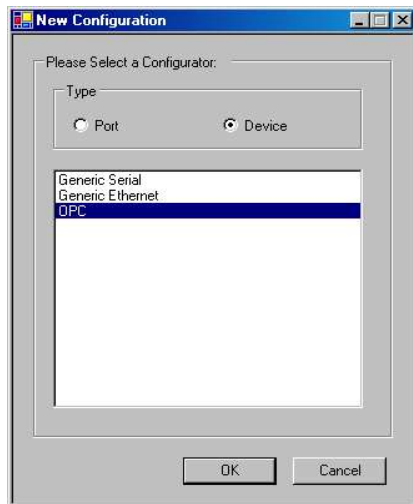 New Configuration
Please Select a Configurator:
Type
Port Device
Generic Serial
Generic Ethernet
OPC
OK Cancel